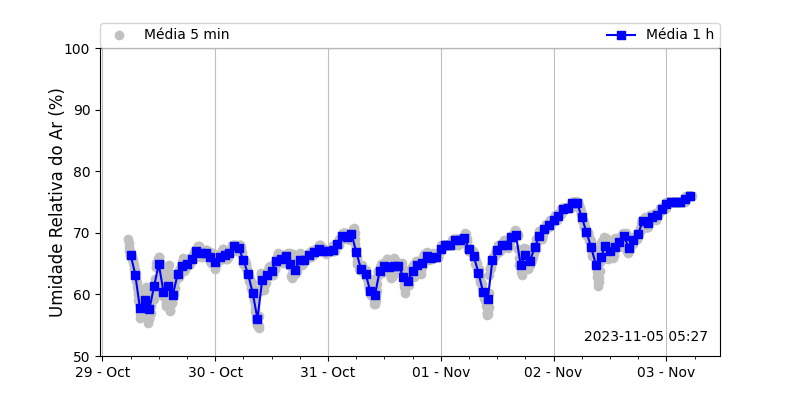 Média 5 min
Média 1 h
Umidade Relativa do Ar (%)
100
90
80
70
60
50
2023-11-05 05:27
29 - Oct
30 - Oct
31 - Oct
01 - Nov
02 - Nov
03 - Nov